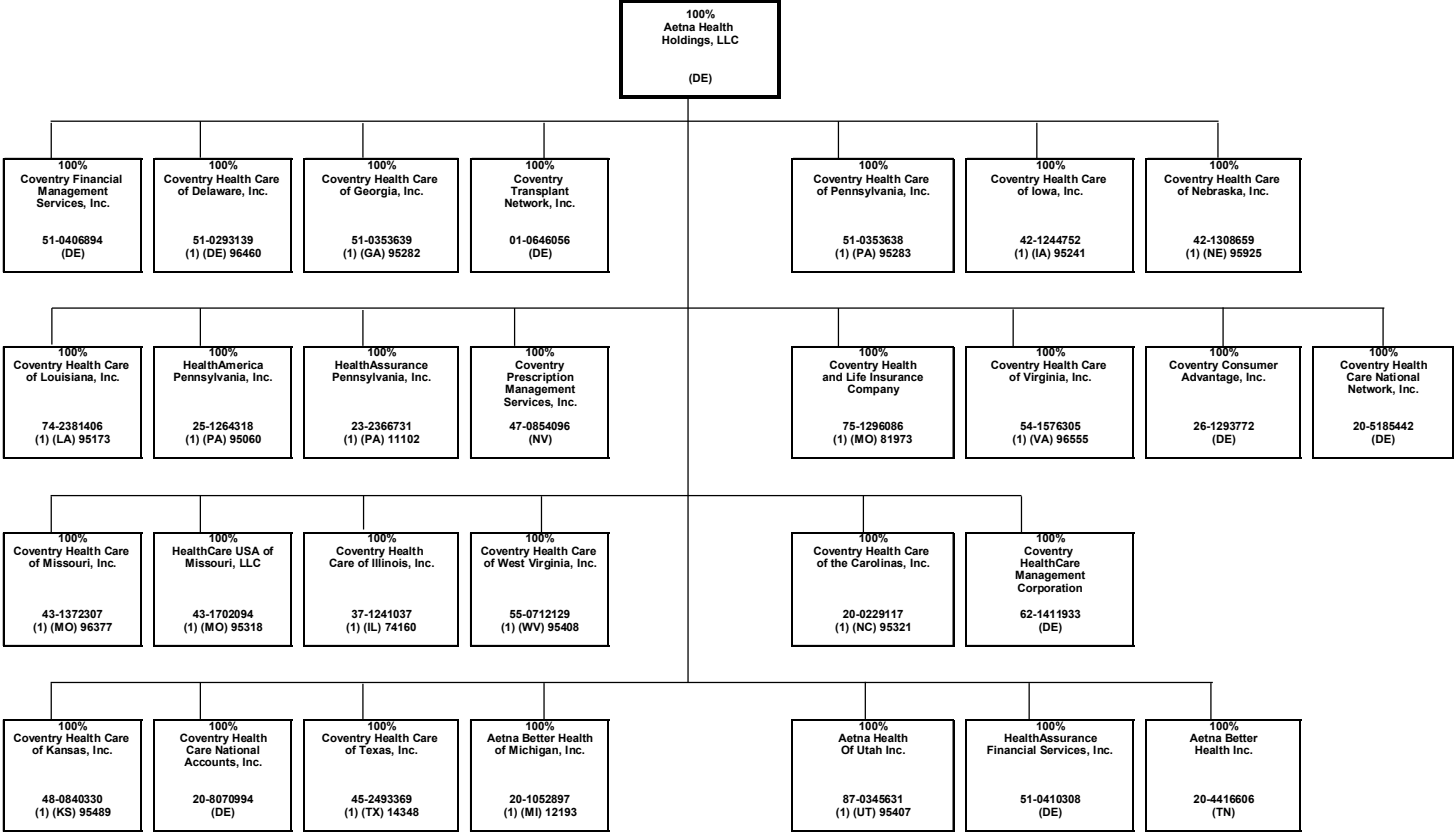 100%
Aetna Health
Holdings, LLC
(DE)
100%
Coventry Financial
Management
Services, Inc.
51-0406894
(DE)
100%
Coventry Health Care
of Delaware, Inc.
51-0293139
(1) (DE) 96460
100%
Coventry Health Care
of Georgia, Inc.
51-0353639
(1) (GA) 95282
100%
Coventry
Transplant
Network, Inc.
01-0646056
(DE)
100%
Coventry Health Care
of Pennsylvania, Inc.
51-0353638
(1) (PA) 95283
100%
Coventry Health Care
of Iowa, Inc.
42-1244752
(1) (IA) 95241
100%
Coventry Health Care
of Nebraska, Inc.
42-1308659
(1) (NE) 95925
100%
Coventry Health Care
of Louisiana, Inc.
74-2381406
(1) (LA) 95173
100%
HealthAmerica
Pennsylvania, Inc.
25-1264318
(1) (PA) 95060
100%
HealthAssurance
Pennsylvania, Inc.
23-2366731
(1) (PA) 11102
100%
Coventry
Prescription
Management
Services, Inc.
47-0854096
(NV)
100%
Coventry Health
and Life Insurance
Company
75-1296086
(1) (MO) 81973
100%
Coventry Health Care
of Virginia, Inc.
54-1576305
(1) (VA) 96555
100%
Coventry Consumer
Advantage, Inc.
26-1293772
(DE)
100%
Coventry Health
Care National
Network, Inc.
20-5185442
(DE)
100%
Coventry Health Care
of Missouri, Inc.
43-1372307
(1) (MO) 96377
100%
HealthCare USA of
Missouri, LLC
43-1702094
(1) (MO) 95318
100%
Coventry Health
Care of Illinois, Inc.
37-1241037
(1) (IL) 74160
100%
Coventry Health Care
of West Virginia, Inc.
55-0712129
(1) (WV) 95408
100%
Coventry Health Care
of the Carolinas, Inc.
20-0229117
(1) (NC) 95321
100%
Coventry
HealthCare
Management
Corporation
62-1411933
(DE)
100%
Coventry Health Care
of Kansas, Inc.
48-0840330
(1) (KS) 95489
100%
Coventry Health
Care National
Accounts, Inc.
20-8070994
(DE)
100%
Coventry Health Care
of Texas, Inc.
45-2493369
(1) (TX) 14348
100%
Aetna Better Health
of Michigan, Inc.
20-1052897
(1) (MI) 12193
100%
Aetna Health
Of Utah Inc.
87-0345631
(1) (UT) 95407
100%
HealthAssurance
Financial Services, Inc.
51-0410308
(DE)
100%
Aetna Better
Health Inc.
20-4416606
(TN)